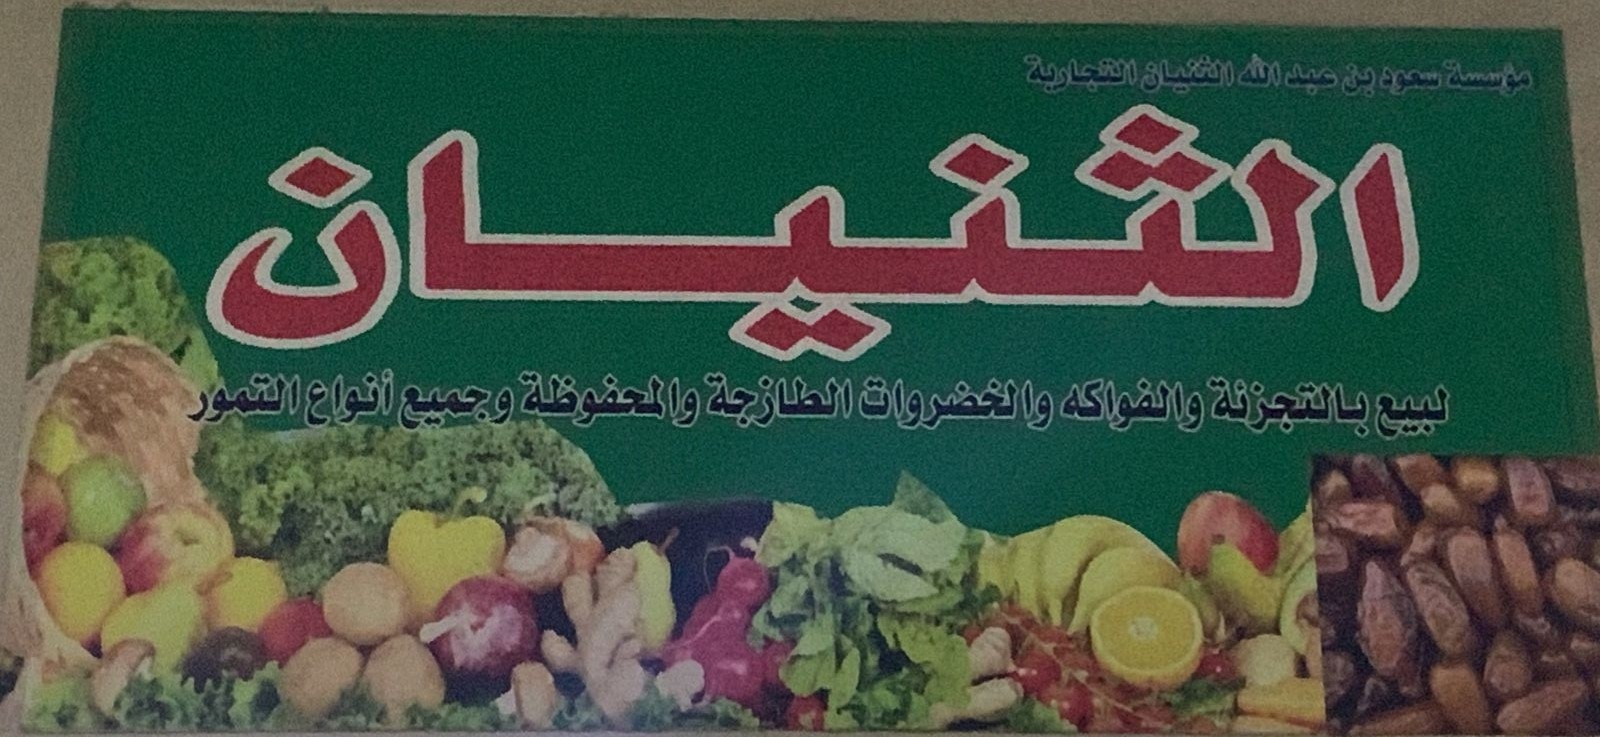 مؤسسة سعود بن عبد الله الثنيان التجارية
الثنيان
لبيع بالتجزئة والفواكه والخضروات الطازجة والمحفوظة وجميع أنواع التمور